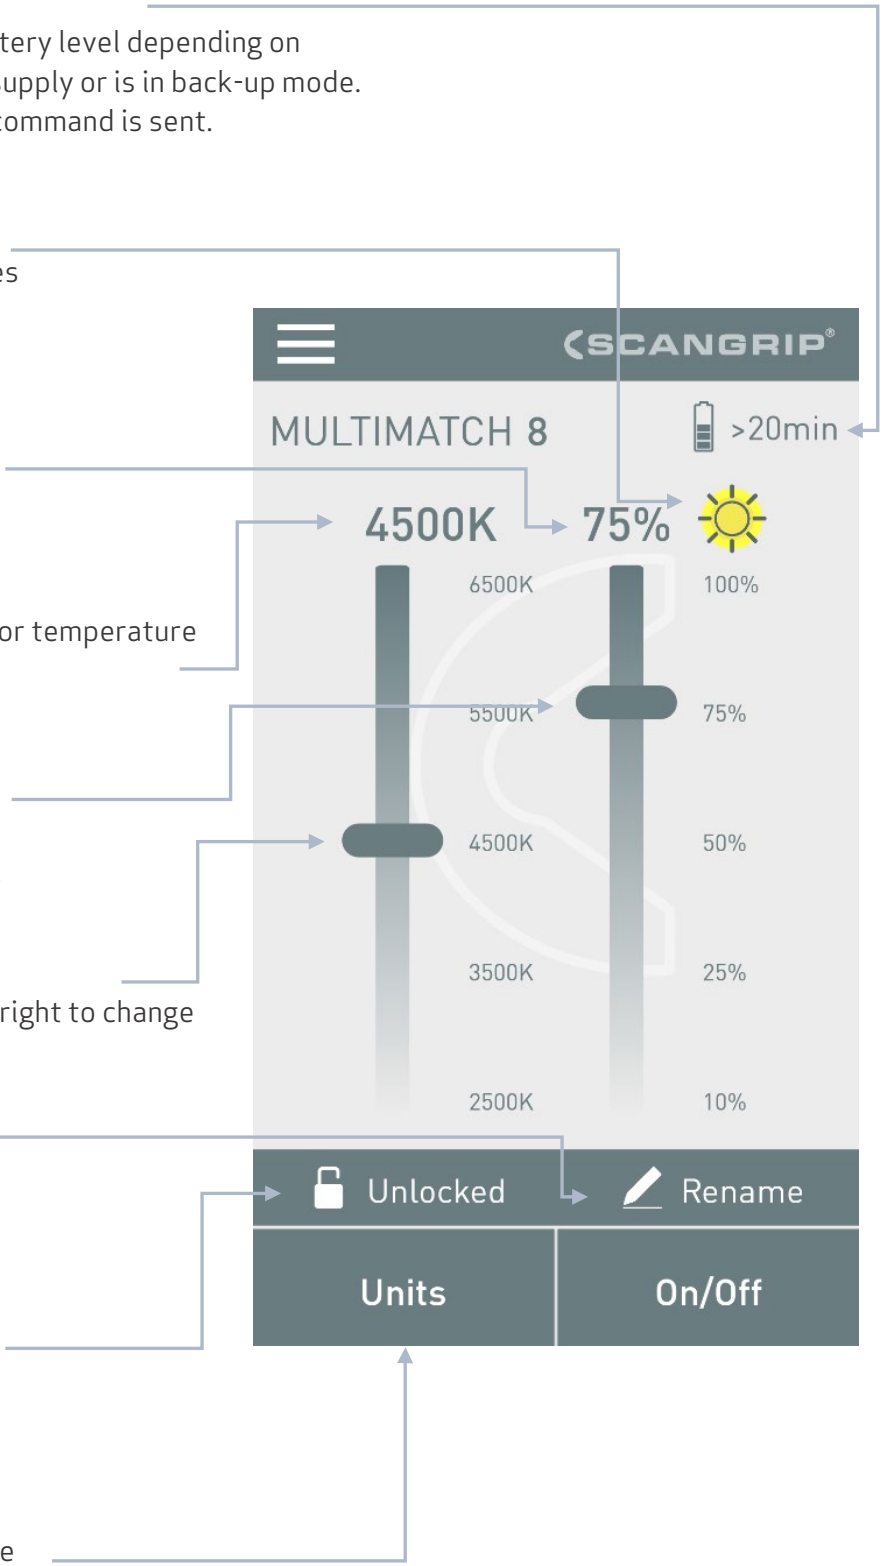 tery level depending on
supply or is in back-up mode.
command is sent.
es
SCANGRIP®
MULTIMATCH 8
>20min
4500K 75%
6500K 100%
or temperature
5500K 75%
4500K 50%
3500K 25%
right to change
2500K 10%
Unlocked Rename
Units On/Off
e